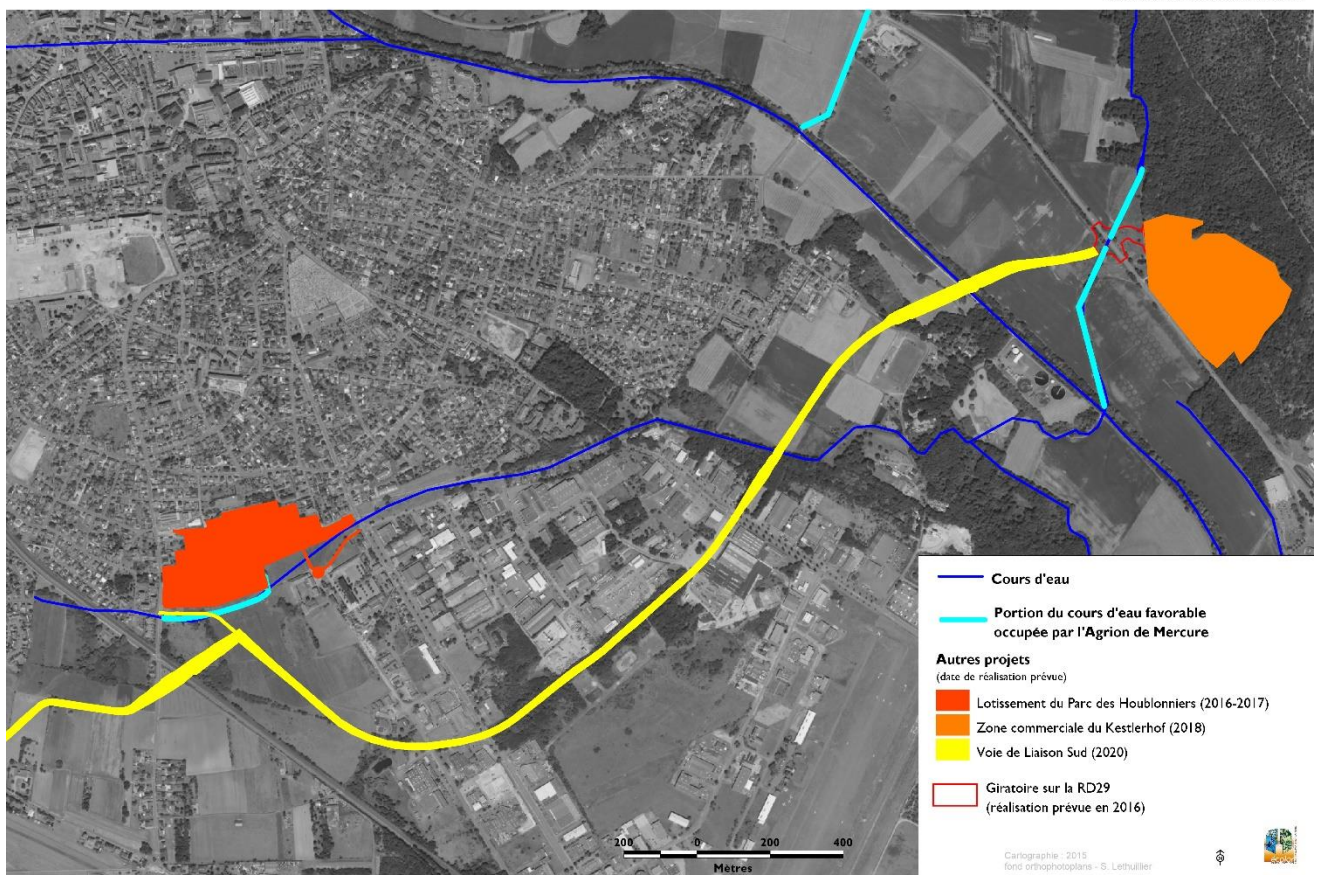 Cours d'eau
Portion du cours d'eau favorable
occupée par l'Agrion de Mercure
Autres projets
(date de réalisation prévue)
Lotissement du Parc des Houblonniers (2016-2017)
Zone commerciale du Kestlerhof (2018)
Voie de Liaison Sud (2020)
Giratoire sur la RD29
(réalisation prévue en 2016)
200 0 200 400
Mètres
Cartographie : 2015
fond orthophotoplans - S. Lethuillier